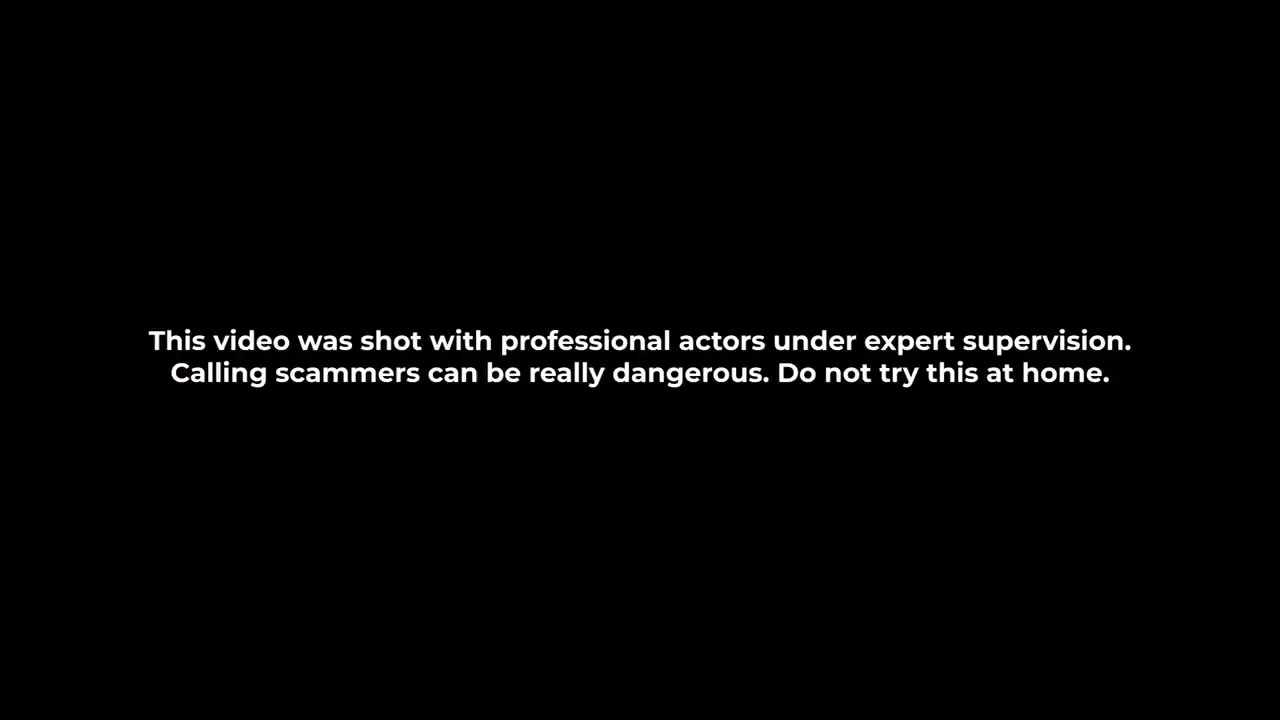 This video was shot with professional actors under expert supervision.
Calling scammers can be really dangerous. Do not try this at home.